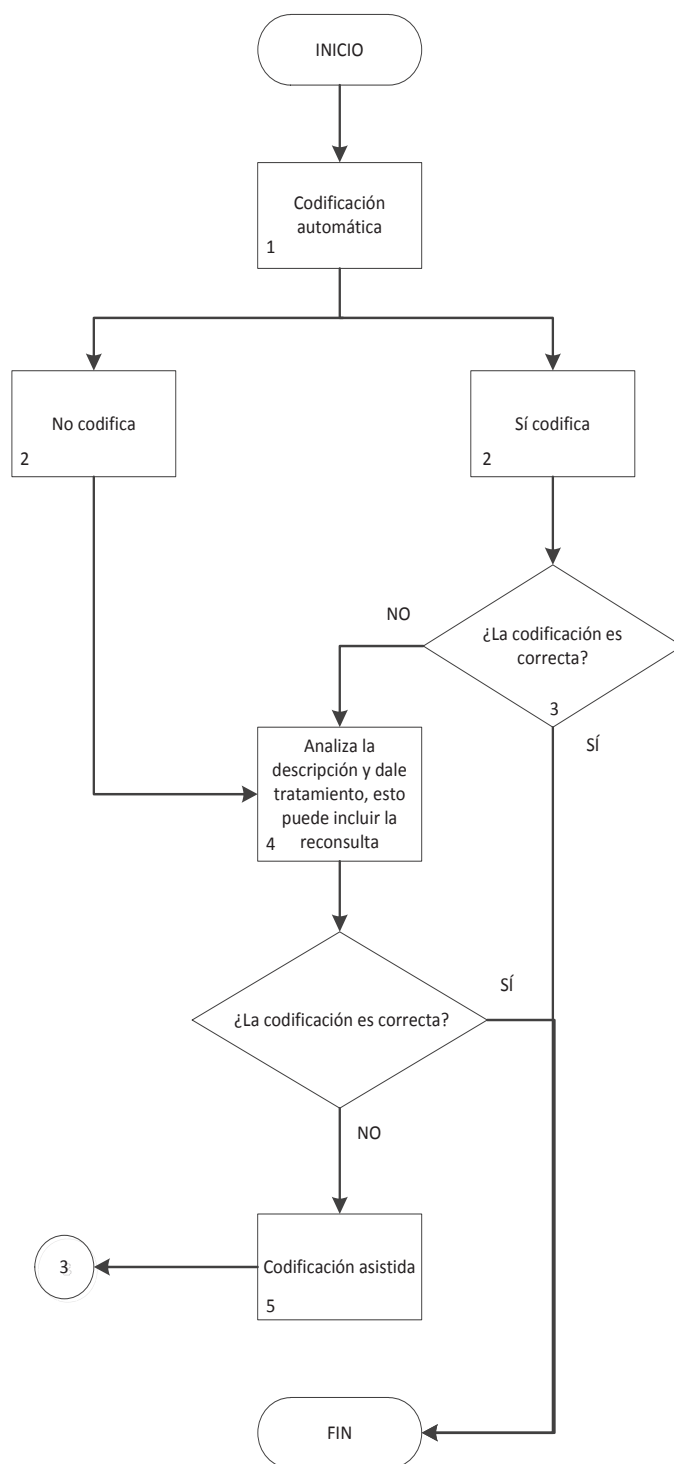 INICIO
Codificación
automática
1
No codifica
2
Sí codifica
2
NO
¿La codificación es
correcta?
3
SÍ
Analiza la
descripción y dale
tratamiento, esto
puede incluir la
reconsulta
4
SÍ
¿La codificación es correcta?
NO
Codificación asistida
5
3
FIN